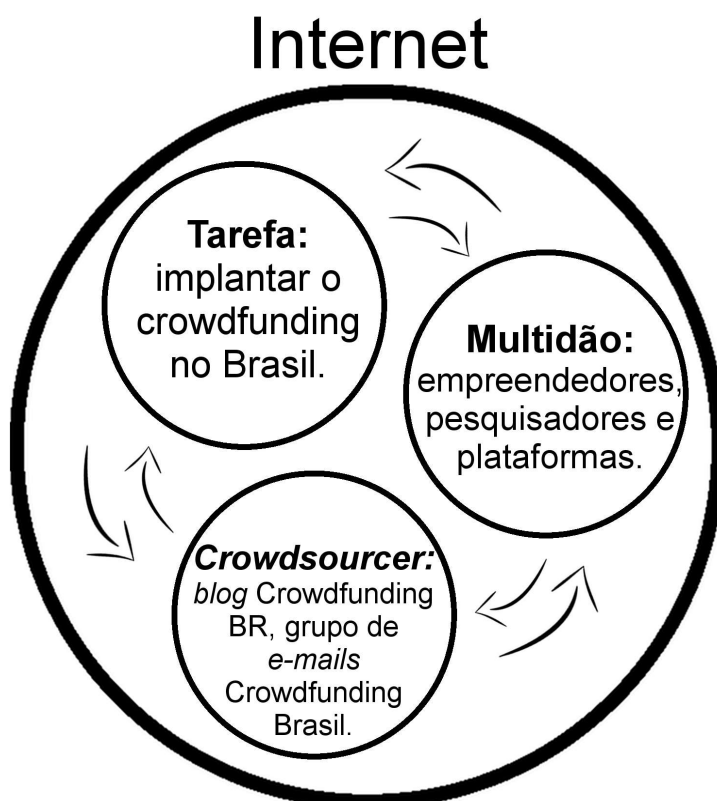 Internet
Tarefa:
implantar o
crowdfunding
no Brasil.
Multidão:
empreendedores,
pesquisadores e
plataformas.
Crowdsourcer:
blog Crowdfunding
BR, grupo de
e-mails
Crowdfunding
Brasil.